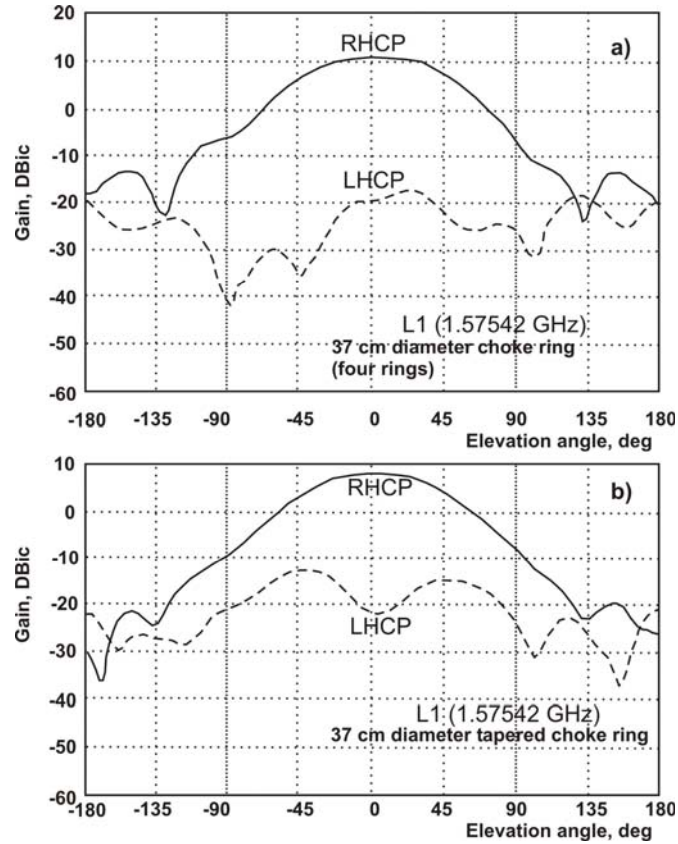 20
10
0
-10
-20
-30
-40
-50
-60
Gain, DBic
RHCP
a)
LHCP
L1 (1.57542 GHz)
37 cm diameter choke ring
(four rings)
-180 -135 -90 -45 0 45 90 135 180
Elevation angle, deg
10
0
-10
-20
-30
-40
-50
-60
Gain, DBic
RHCP
b)
LHCP
L1 (1.57542 GHz)
37 cm diameter tapered choke ring
-180 -135 -90 -45 0 45 90 135 180
Elevation angle, deg